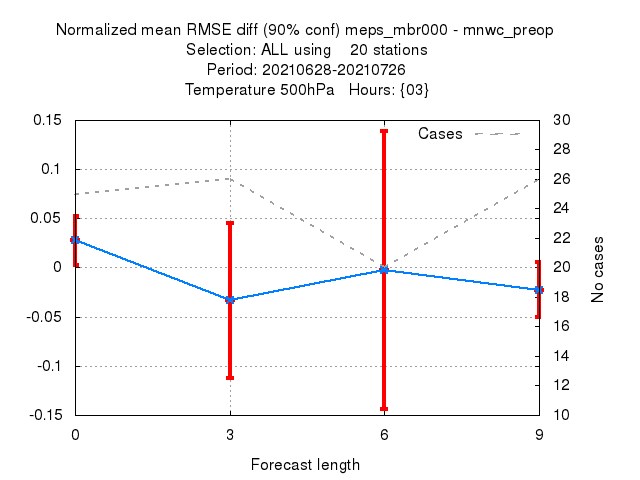 Normalized mean RMSE diff (90% conf) meps_mbr000 - mnwc_preop
Selection: ALL using 20 stations
Period: 20210628-20210726
Temperature 500hPa Hours: {03}
Cases
0.15
0.1
0.05
0
-0.05
-0.1
-0.15
30
28
26
24
22
20
18
16
14
12
10
No cases
0 3 6 9
Forecast length